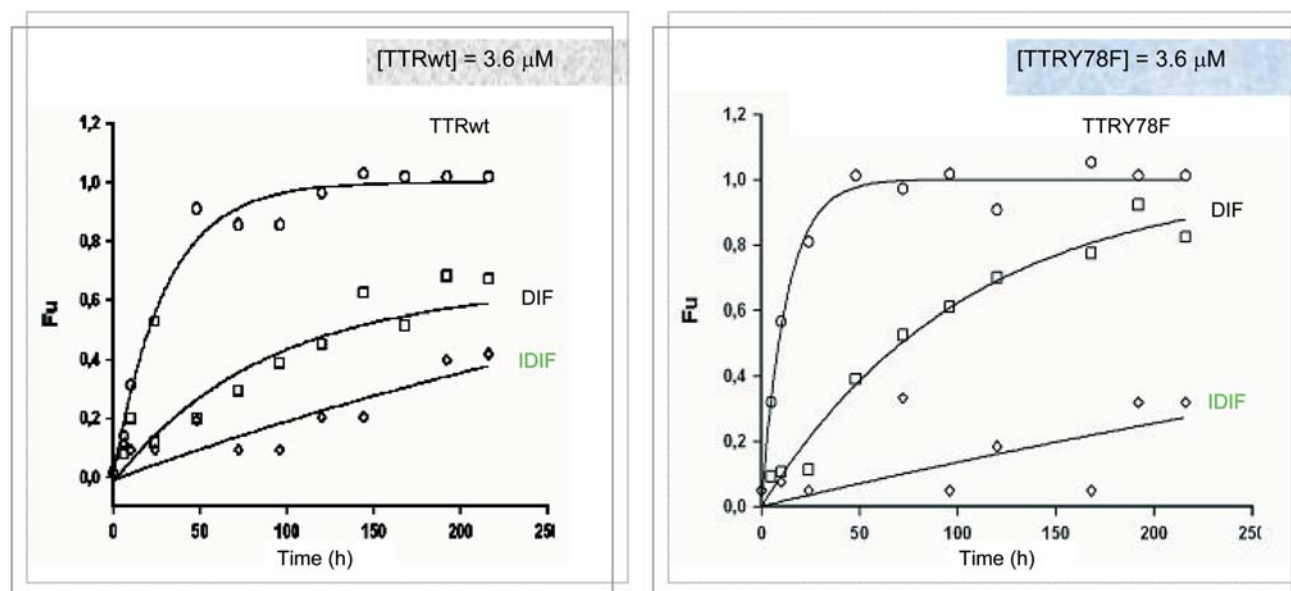 [TTRwt] = 3.6 μM
TTRwt
1,2
1,0
0,8
0,6
0,4
0,2
0,0
Fu
DIF
IDIF
0
50
100
150
200
250
Time (h)
[TTRY78F] = 3.6 μM
TTRY78F
1,2
1,0
0,8
0,6
0,4
0,2
0,0
Fu
DIF
IDIF
0
50
100
150
200
25(
Time (h)